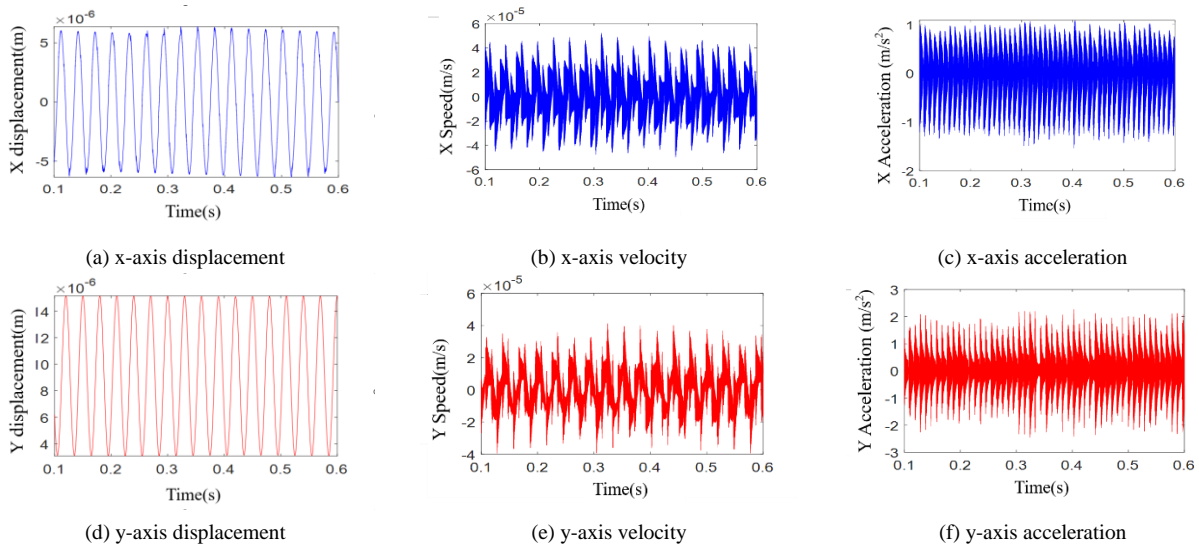 ×10⁻⁶
X displacement(m)
5
0
-5
0.1 0.2 0.3 0.4 0.5 0.6
Time(s)
(a) x-axis displacement
×10⁻⁵
X Speed(m/s)
6
4
2
0
-2
-4
-6
0.1 0.2 0.3 0.4 0.5 0.6
Time(s)
(b) x-axis velocity
X Acceleration (m/s²)
1
0
-1
-2
0.1 0.2 0.3 0.4 0.5 0.6
Time(s)
(c) x-axis acceleration
×10⁻⁶
Y displacement(m)
14
12
10
8
6
4
0.1 0.2 0.3 0.4 0.5 0.6
Time(s)
(d) y-axis displacement
×10⁻⁵
Y Speed(m/s)
6
4
2
0
-2
-4
0.1 0.2 0.3 0.4 0.5 0.6
Time(s)
(e) y-axis velocity
Y Acceleration (m/s²)
3
2
1
0
-1
-2
-3
0.1 0.2 0.3 0.4 0.5 0.6
Time(s)
(f) y-axis acceleration